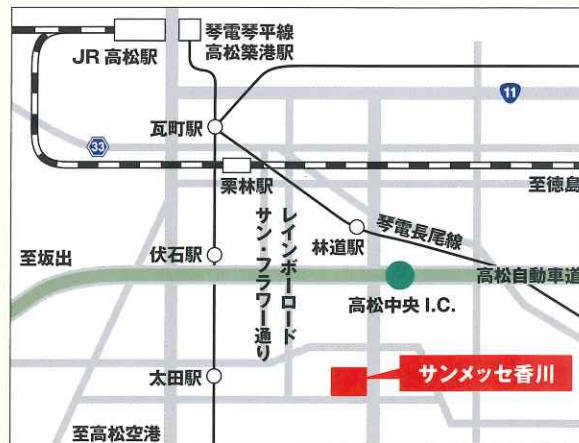 JR 高松駅
琴電琴平線
高松築港駅
11
瓦町駅
33
栗林駅
至徳島
レインボーロード
サン・フラワー通り
林道駅
琴電長尾線
伏石駅
至坂出
高松自動車道
高松中央 I.C.
太田駅
サンメッセ香川
至高松空港